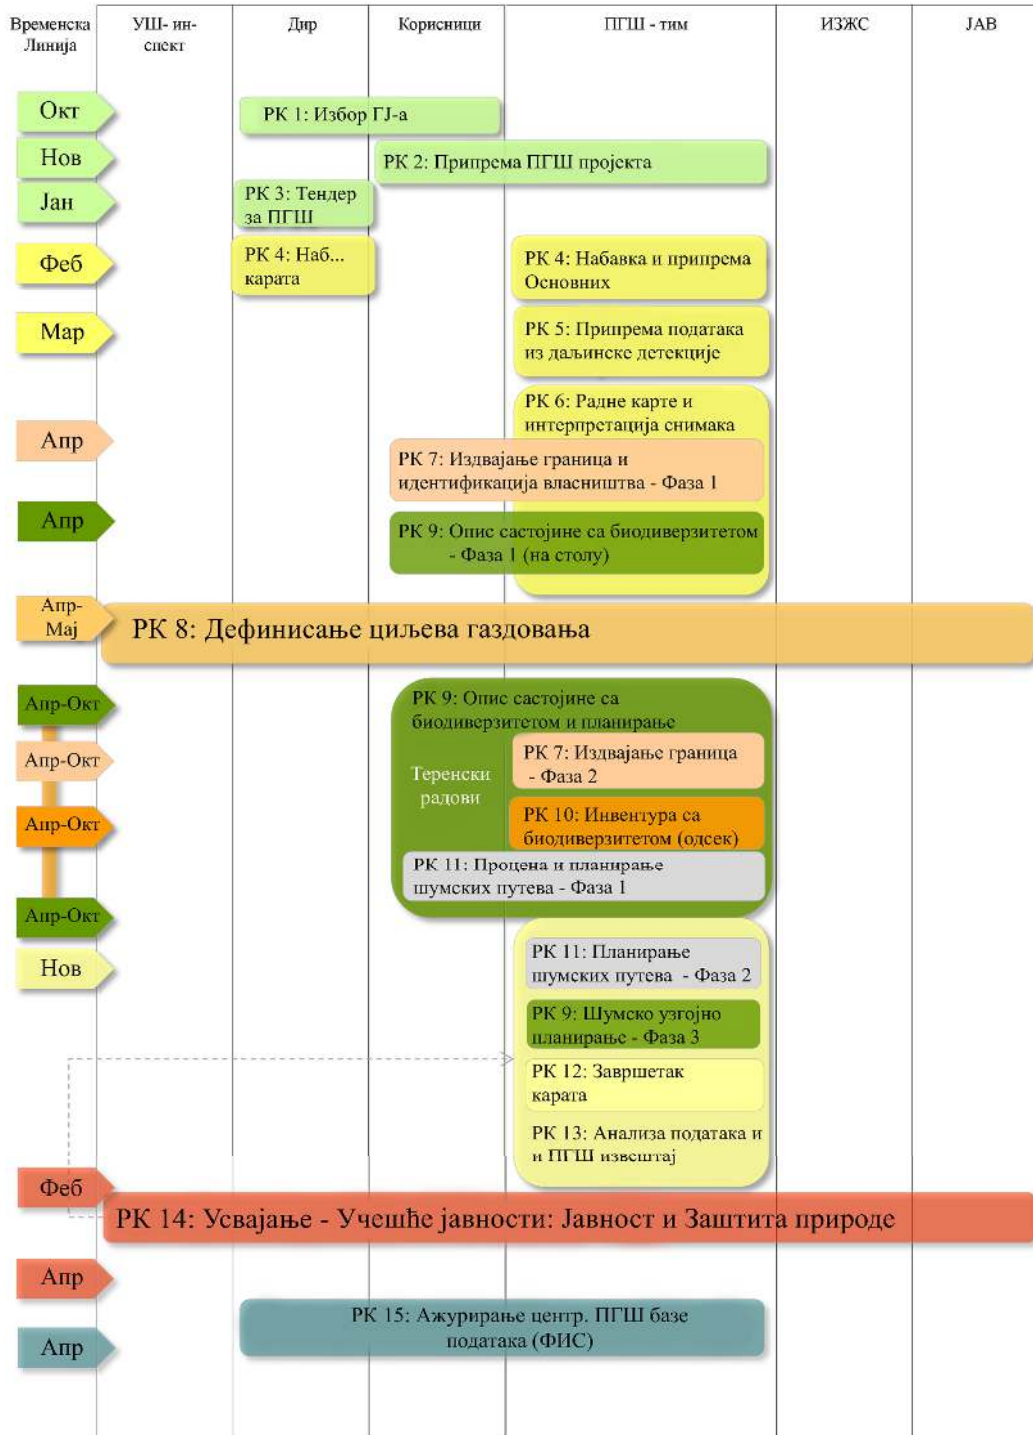 Временска
Линија
УШ- ин-
спект
Дир
Корисници
ПГШ - тим
ИЗЖС
ЈАВ
Окт
РК 1: Избор ГЈ-а
Нов
РК 2: Припрема ПГШ пројекта
Јан
РК 3: Тендер
за ПГШ
Феб
РК 4: Наб...
карата
РК 4: Набавка и припрема
Основних
Мар
РК 5: Припрема података
из даљинске детекције
РК 6: Радне карте и
интерпретација снимака
Апр
РК 7: Издвајање граница и
идентификација власништва - Фаза 1
Апр
РК 9: Опис састојине са биодиверзитетом
- Фаза 1 (на столу)
Апр-
Мај
РК 8: Дефинисање циљева газдовања
Апр-Окт
РК 9: Опис састојине са
биодиверзитетом и планирање
Апр-Окт
Теренски
радови
РК 7: Издвајање граница
- Фаза 2
Апр-Окт
РК 10: Инвентура са
биодиверзитетом (одсек)
РК 11: Процена и планирање
шумских путева - Фаза 1
Апр-Окт
Нов
РК 11: Планирање
шумских путева - Фаза 2
РК 9: Шумско узгојно
планирање - Фаза 3
РК 12: Завршетак
карата
РК 13: Анализа података и
и ПГШ извештај
Феб
РК 14: Усвајање - Учешће јавности: Јавност и Заштита природе
Апр
РК 15: Ажурирање центр. ПГШ базе
података (ФИС)
Апр